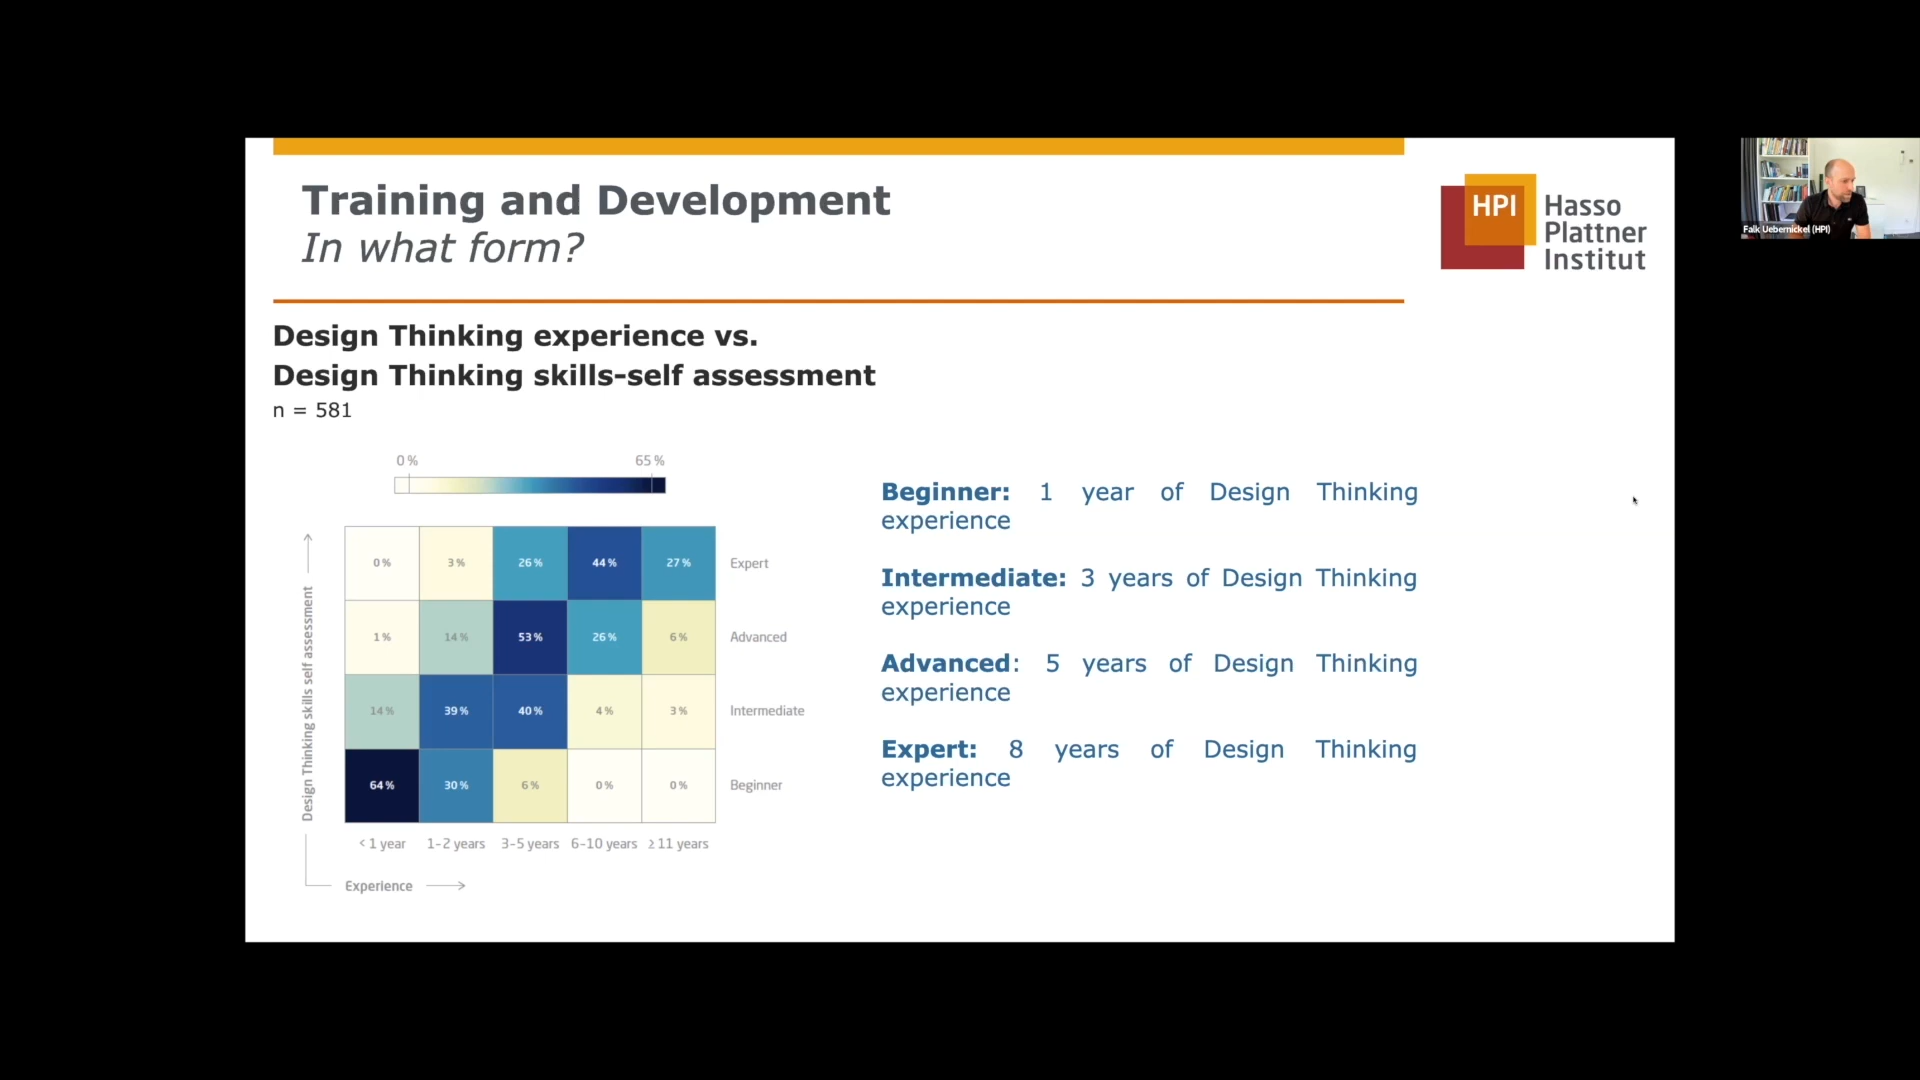 Training and Development
In what form?
HPI
Hasso
Plattner
Institut
Falk Uebernickel (HPI)
Design Thinking experience vs.
Design Thinking skills-self assessment
n = 581
0 % 65 %
Design Thinking skills self assessment
0 % 3 % 26 % 44 % 27 % Expert
1 % 14 % 53 % 26 % 6 % Advanced
14 % 39 % 40 % 4 % 3 % Intermediate
64 % 30 % 6 % 0 % 0 % Beginner
< 1 year 1-2 years 3-5 years 6-10 years ≥ 11 years
Experience
Beginner: 1 year of Design Thinking
experience
Intermediate: 3 years of Design Thinking
experience
Advanced: 5 years of Design Thinking
experience
Expert: 8 years of Design Thinking
experience